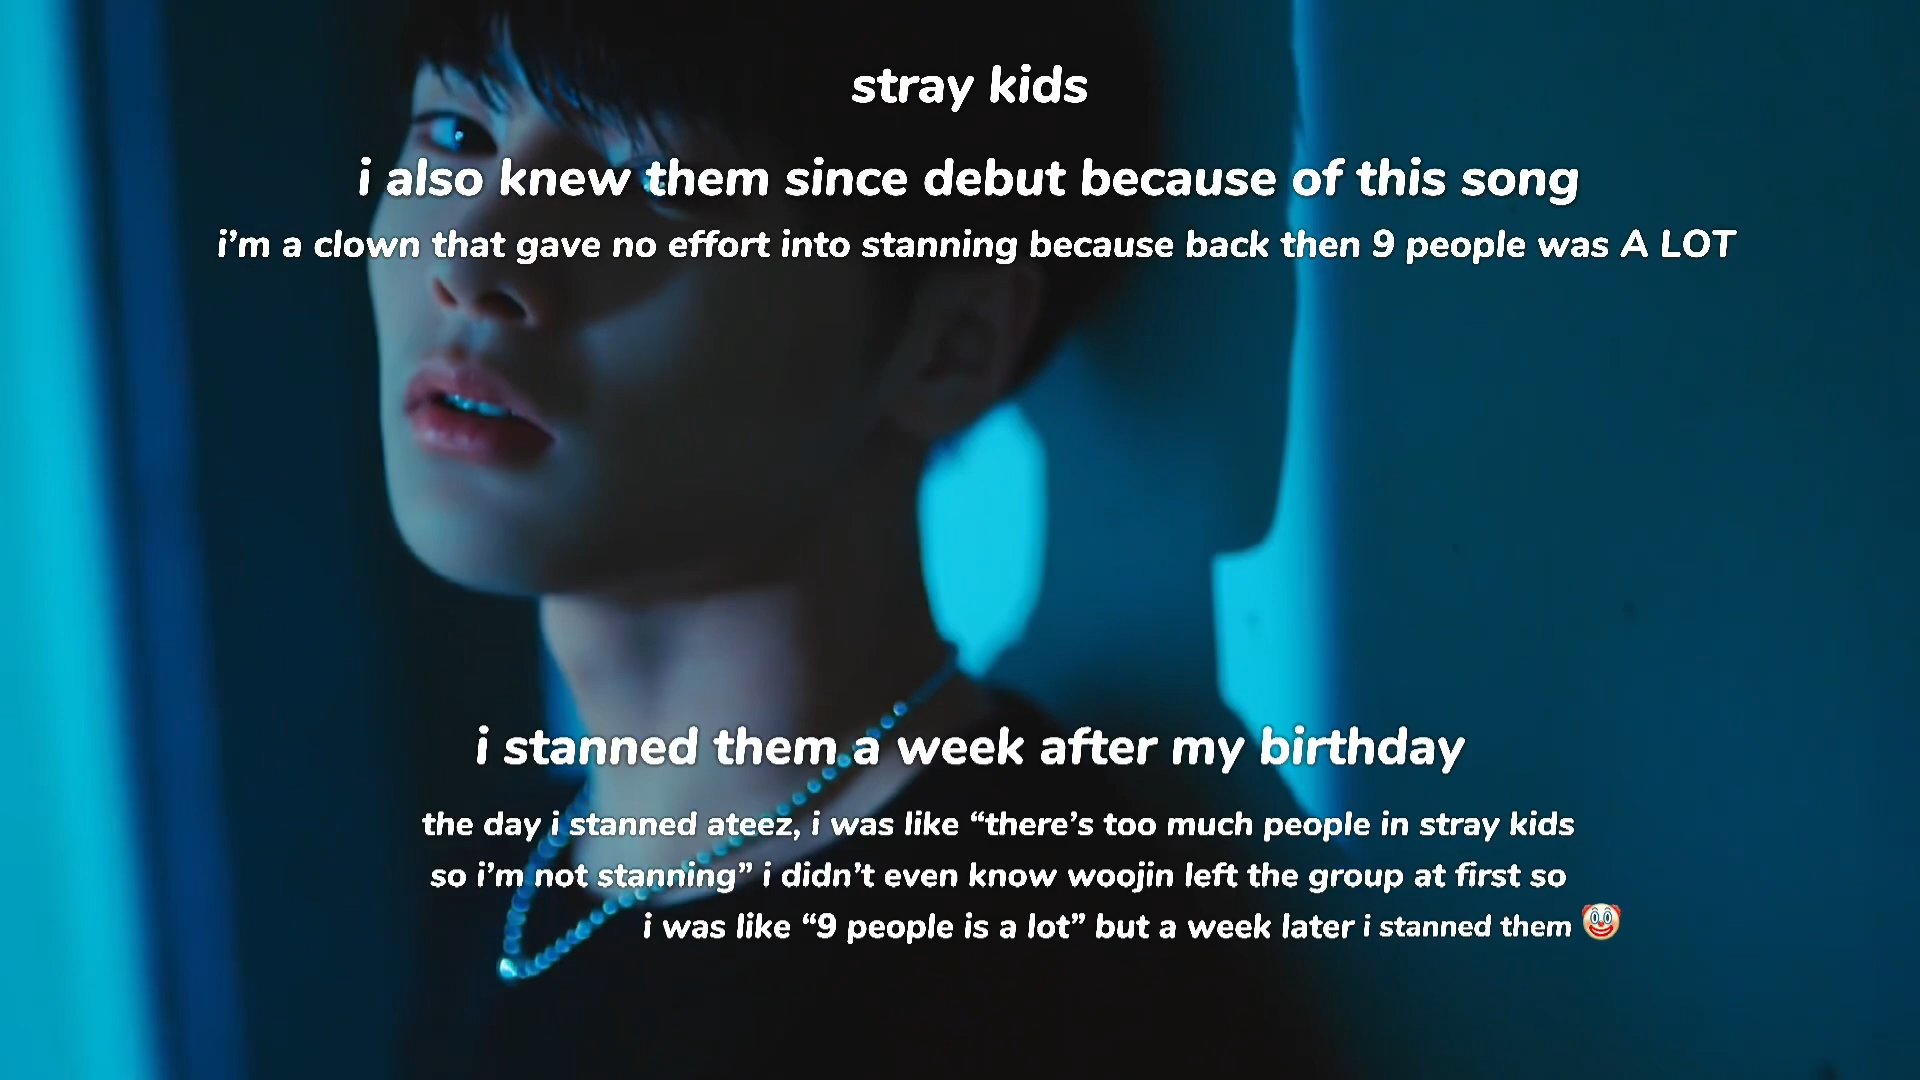 stray kids
i also knew them since debut because of this song
i’m a clown that gave no effort into stanning because back then 9 people was A LOT
i stanned them a week after my birthday
the day i stanned ateez, i was like “there’s too much people in stray kids
so i’m not stanning” i didn’t even know woojin left the group at first so
i was like “9 people is a lot” but a week later i stanned them 🤡